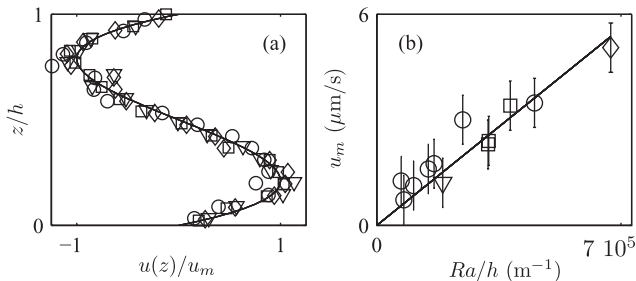 1
(a)
z/h
0
−1
1
u(z)/u_m
6
(b)
u_m (μm/s)
0
0
7 10^5
Ra/h (m^−1)